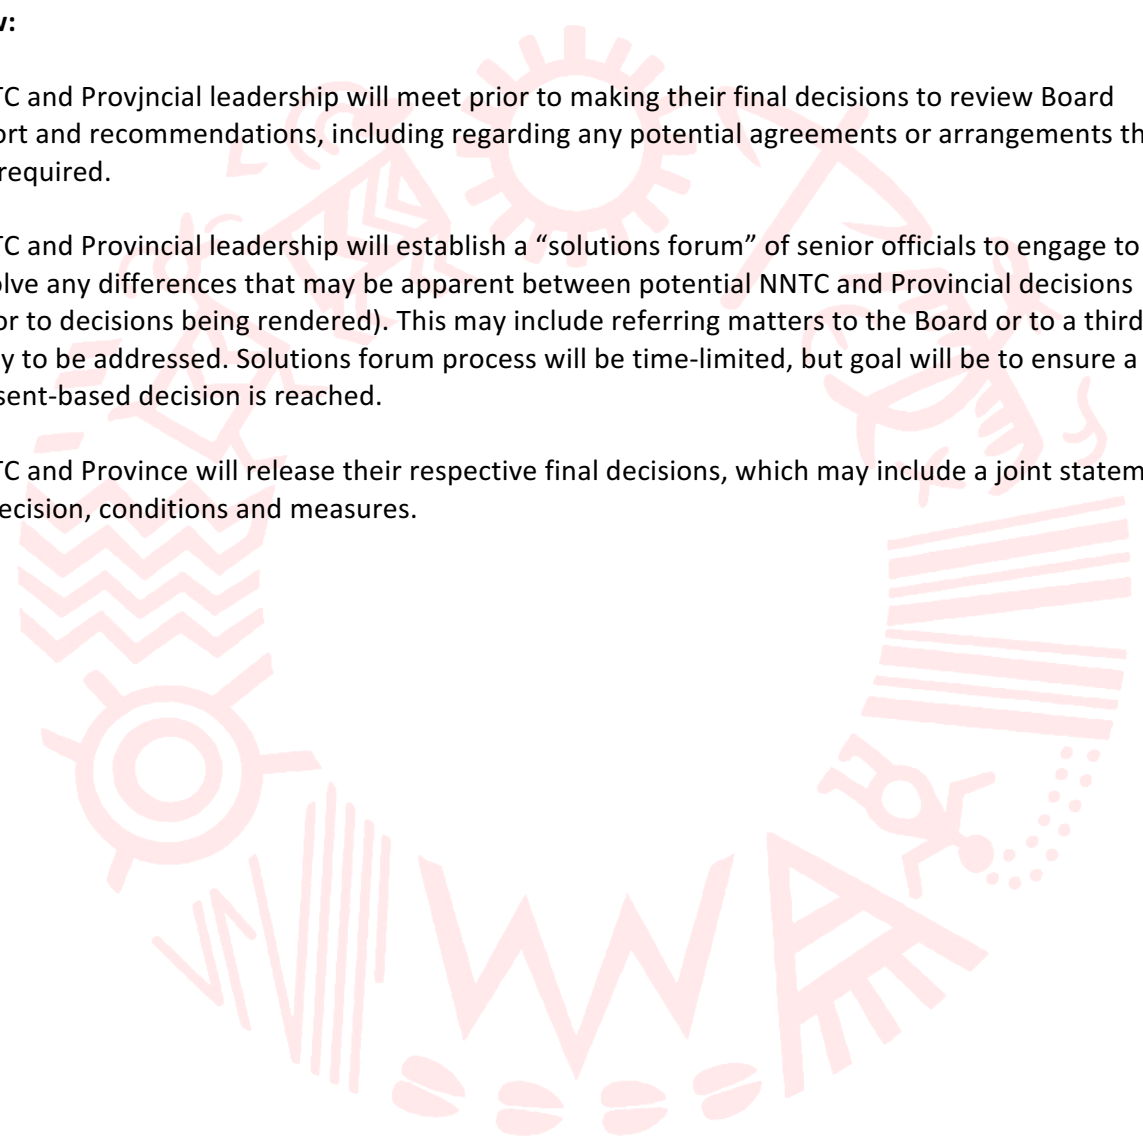 w:
TC and Provjncial leadership will meet prior to making their final decisions to review Board
ort and recommendations, including regarding any potential agreements or arrangements th
required.
TC and Provincial leadership will establish a “solutions forum” of senior officials to engage to
olve any differences that may be apparent between potential NNTC and Provincial decisions
or to decisions being rendered). This may include referring matters to the Board or to a third
y to be addressed. Solutions forum process will be time-limited, but goal will be to ensure a
sent-based decision is reached.
TC and Province will release their respective final decisions, which may include a joint statem
ecision, conditions and measures.